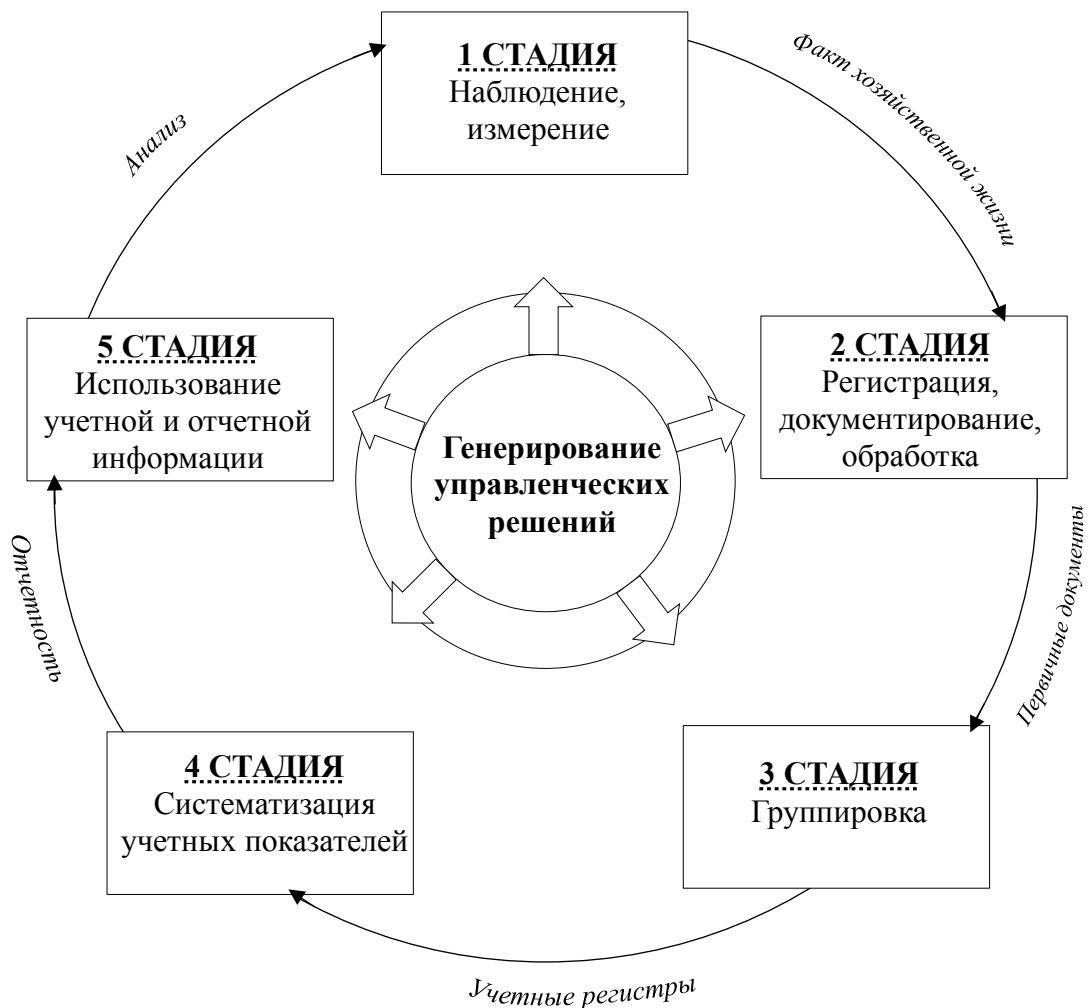 1 СТАДИЯ
Наблюдение,
измерение
Факт хозяйственной жизни
2 СТАДИЯ
Регистрация,
документирование,
обработка
Первичные документы
3 СТАДИЯ
Группировка
Учетные регистры
4 СТАДИЯ
Систематизация
учетных показателей
Отчетность
5 СТАДИЯ
Использование
учетной и отчетной
информации
Анализ
Генерирование
управленческих
решений